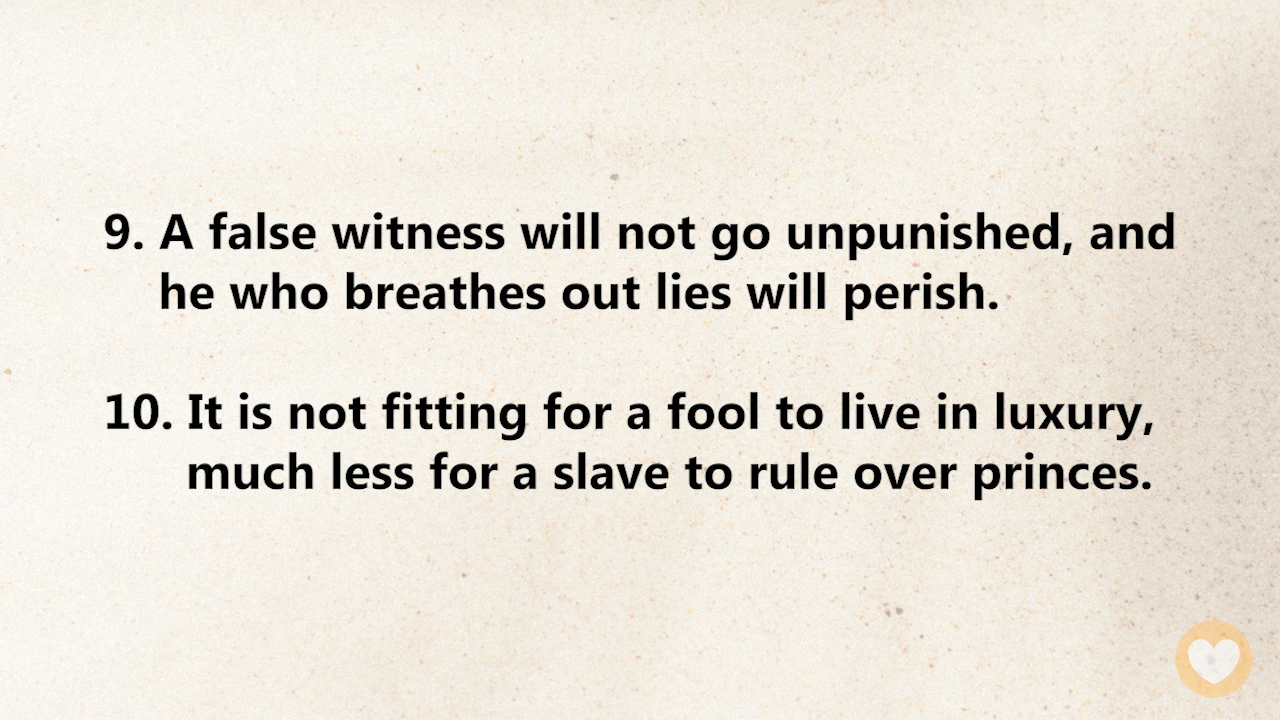 9. A false witness will not go unpunished, and
he who breathes out lies will perish.
10. It is not fitting for a fool to live in luxury,
much less for a slave to rule over princes.